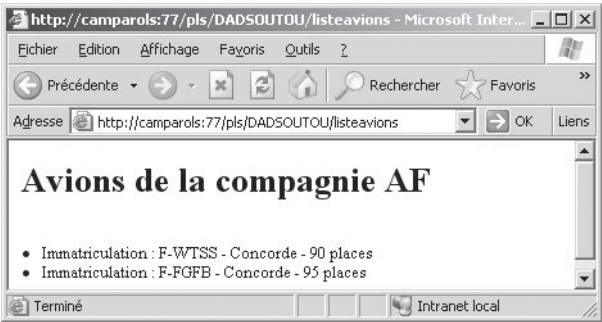 http://camparols:77/pls/DADSOUTOU/listeavions - Microsoft Inter...
Fichier Edition Affichage Favoris Outils ?
Précédente Rechercher Favoris »
Adresse http://camparols:77/pls/DADSOUTOU/listeavions OK Liens
Avions de la compagnie AF
• Immatriculation : F-WTSS - Concorde - 90 places
• Immatriculation : F-FGFB - Concorde - 95 places
Terminé Intranet local